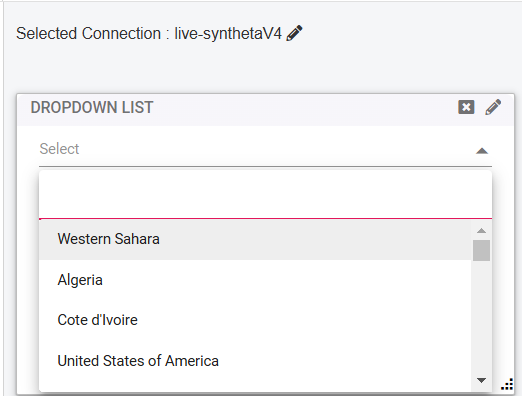 Selected Connection : live-synthetaV4
DROPDOWN LIST
Select
Western Sahara
Algeria
Cote d'Ivoire
United States of America